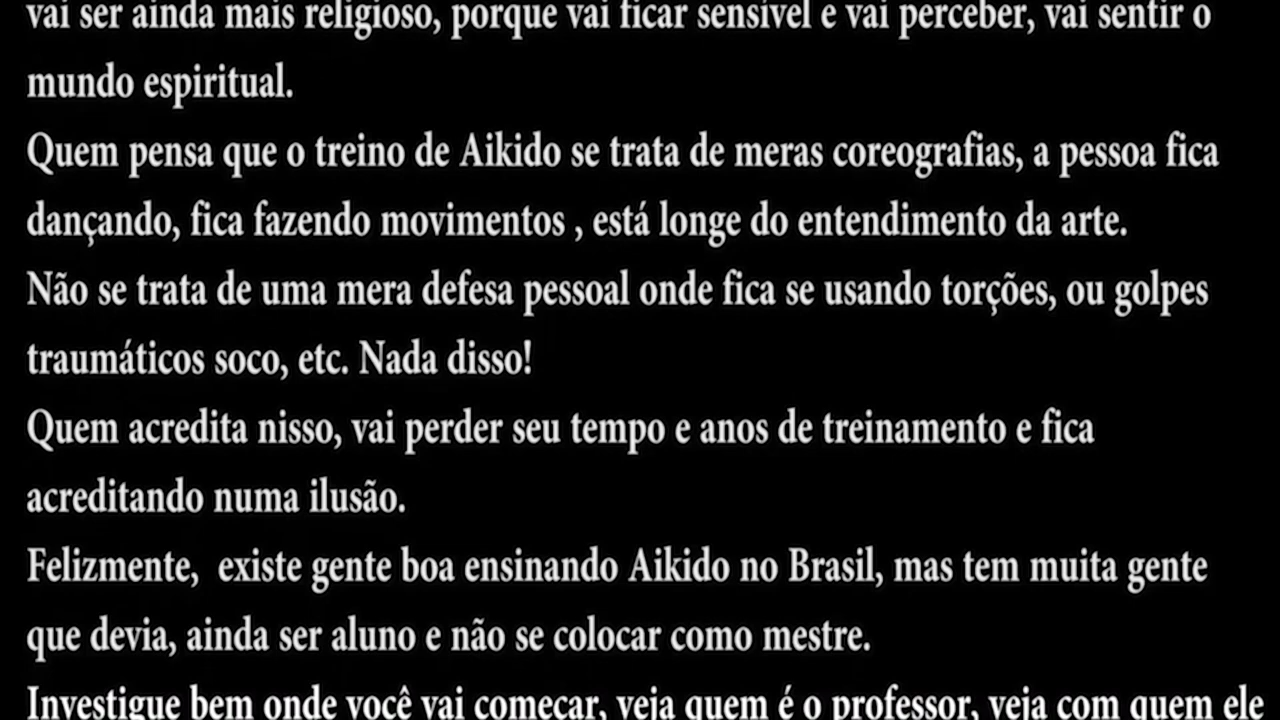 vai ser ainda mais religioso, porque vai ficar sensível e vai perceber, vai sentir o
mundo espiritual.
Quem pensa que o treino de Aikido se trata de meras coreografias, a pessoa fica
dançando, fica fazendo movimentos , está longe do entendimento da arte.
Não se trata de uma mera defesa pessoal onde fica se usando torções, ou golpes
traumáticos soco, etc. Nada disso!
Quem acredita nisso, vai perder seu tempo e anos de treinamento e fica
acreditando numa ilusão.
Felizmente,  existe gente boa ensinando Aikido no Brasil, mas tem muita gente
que devia, ainda ser aluno e não se colocar como mestre.
Investigue bem onde você vai começar, veja quem é o professor, veja com quem ele